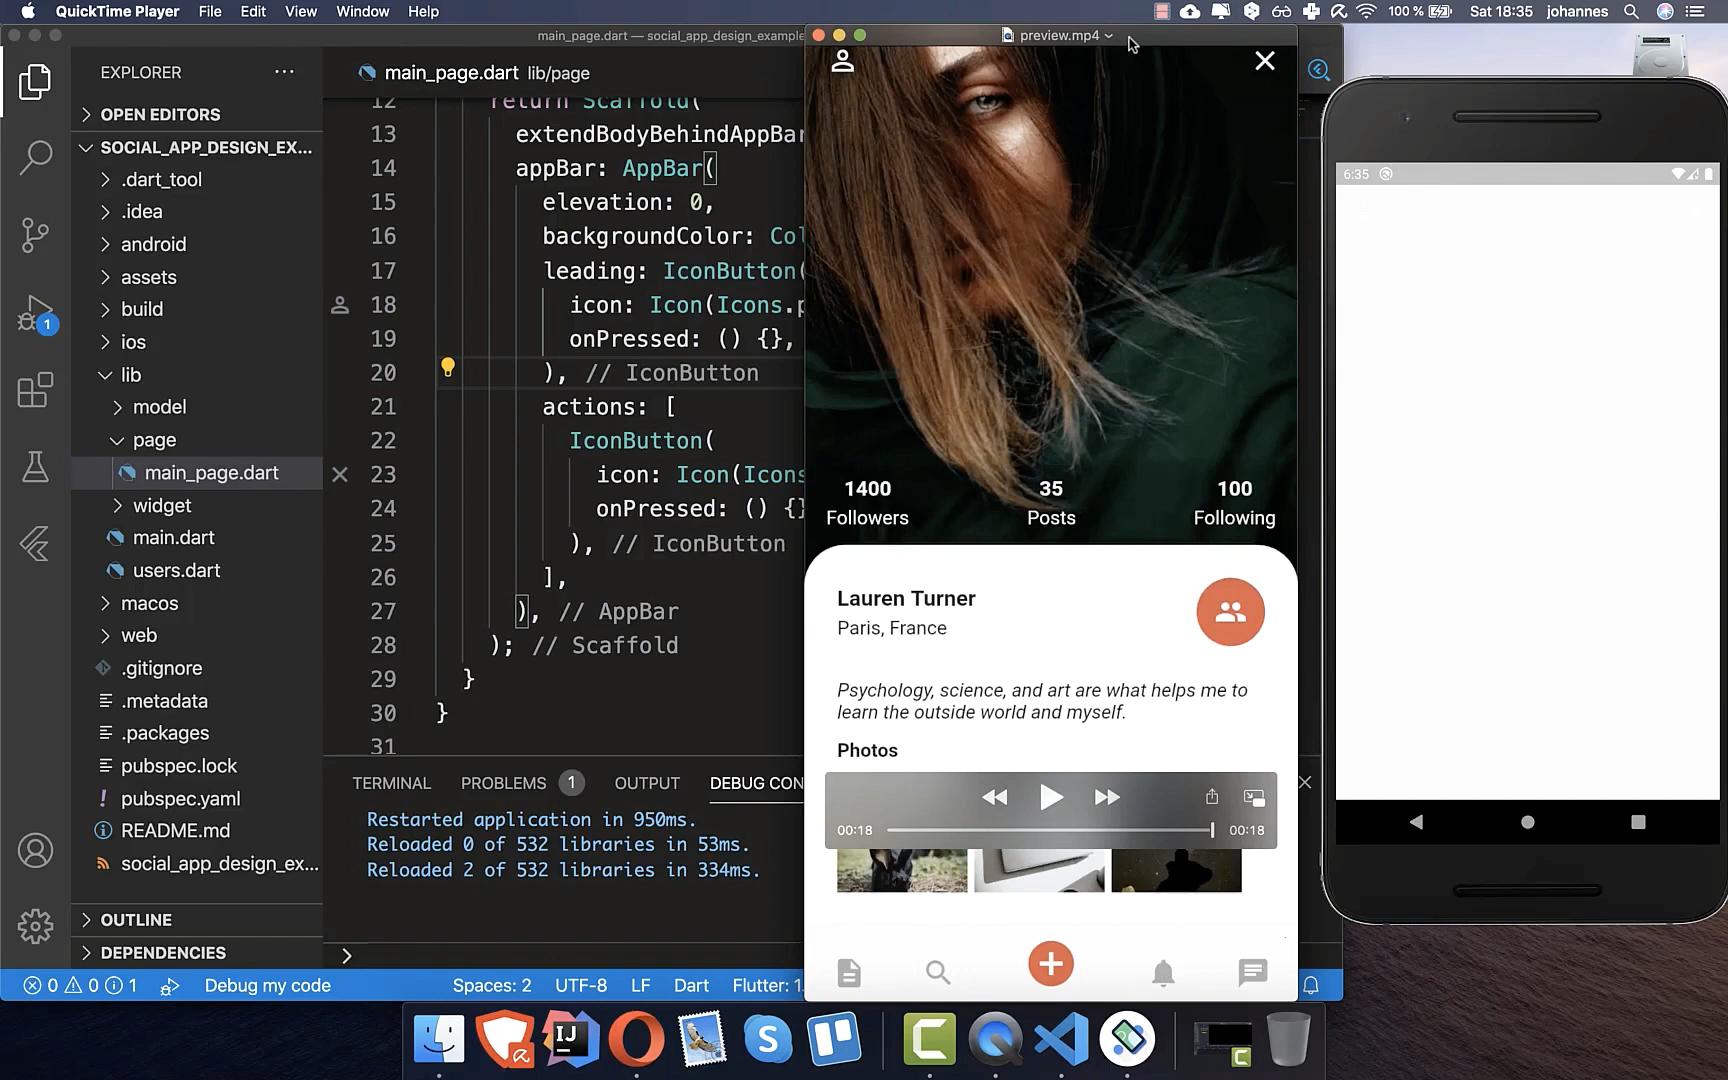 QuickTime Player File Edit View Window Help
100 % Sat 18:35 johannes
main_page.dart — social_app_design_example
preview.mp4
EXPLORER
main_page.dart lib/page
OPEN EDITORS
SOCIAL_APP_DESIGN_EX...
.dart_tool
.idea
android
assets
build
ios
lib
model
page
main_page.dart
widget
main.dart
users.dart
macos
web
.gitignore
.metadata
.packages
pubspec.lock
pubspec.yaml
README.md
social_app_design_ex...
OUTLINE
DEPENDENCIES
1
12 return Scaffold(
13 extendBodyBehindAppBar
14 appBar: AppBar(
15 elevation: 0,
16 backgroundColor: Col
17 leading: IconButton(
18 icon: Icon(Icons.p
19 onPressed: () {},
20 ), // IconButton
21 actions: [
22 IconButton(
23 icon: Icon(Icons
24 onPressed: () {}
25 ), // IconButton
26 ],
27 ), // AppBar
28 ); // Scaffold
29 }
30 }
31
TERMINAL PROBLEMS 1 OUTPUT DEBUG CON
Restarted application in 950ms.
Reloaded 0 of 532 libraries in 53ms.
Reloaded 2 of 532 libraries in 334ms.
0 0 1 Debug my code Spaces: 2 UTF-8 LF Dart Flutter: 1.
1400 35 100
Followers Posts Following
Lauren Turner
Paris, France
Psychology, science, and art are what helps me to
learn the outside world and myself.
Photos
00:18 00:18
6:35
IJ